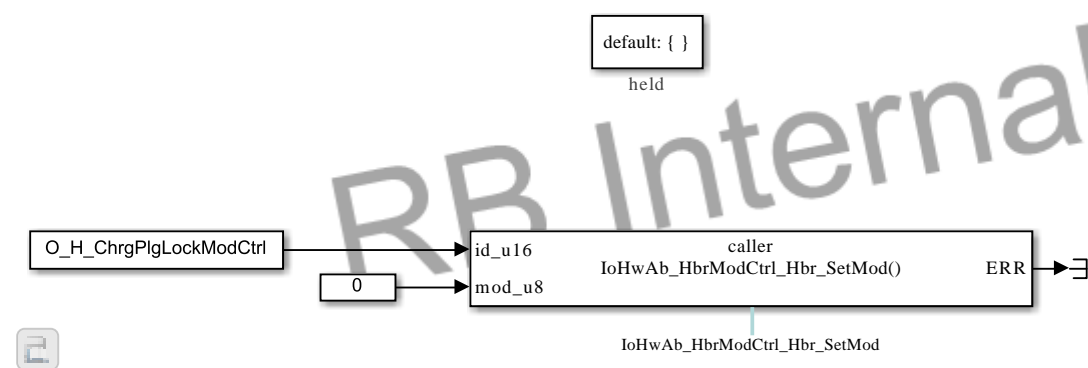 default: { }
held
RB Internal
O_H_ChrgPlgLockModCtrl
id_u16
caller
IoHwAb_HbrModCtrl_Hbr_SetMod()
ERR
0
mod_u8
IoHwAb_HbrModCtrl_Hbr_SetMod